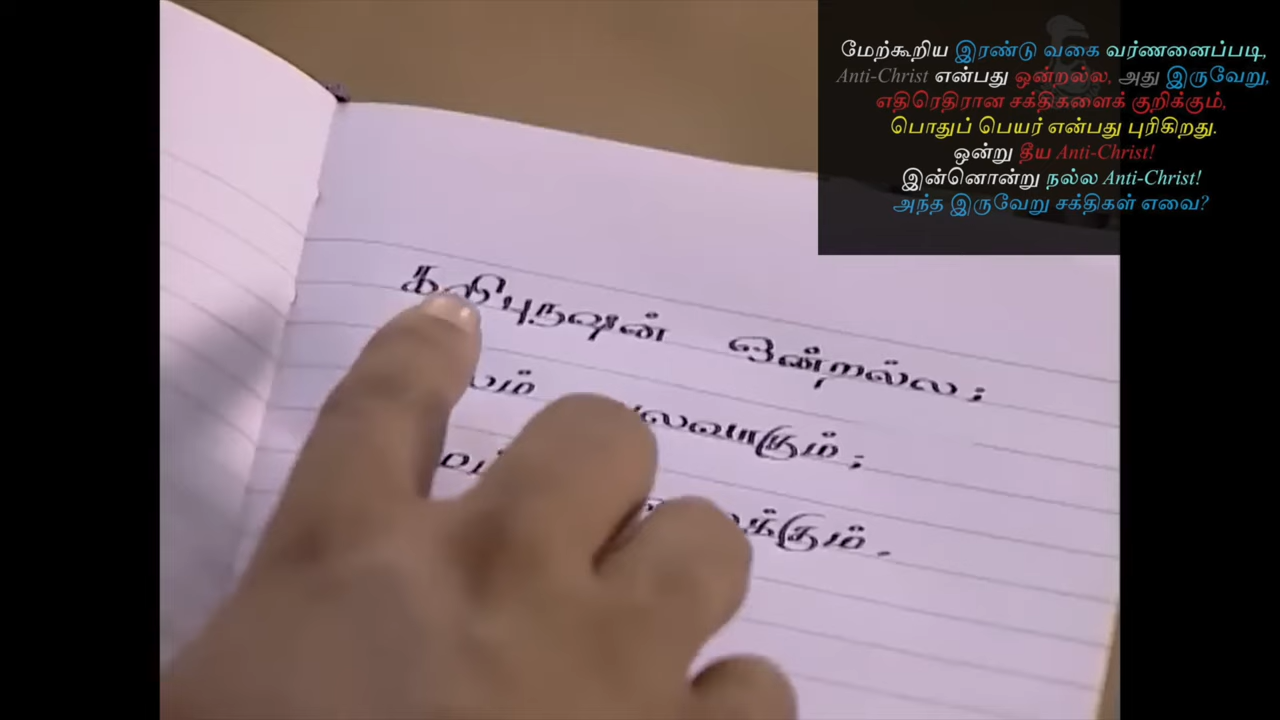 மேற்கூறிய இரண்டு வகை வர்ணனைப்படி,
Anti-Christ என்பது ஒன்றல்ல, அது இருவேறு,
எதிரெதிரான சக்திகளைக் குறிக்கும்,
பொதுப் பெயர் என்பது புரிகிறது.
ஒன்று தீய Anti-Christ!
இன்னொன்று நல்ல Anti-Christ!
அந்த இருவேறு சக்திகள் எவை?
ஒன்றல்ல;